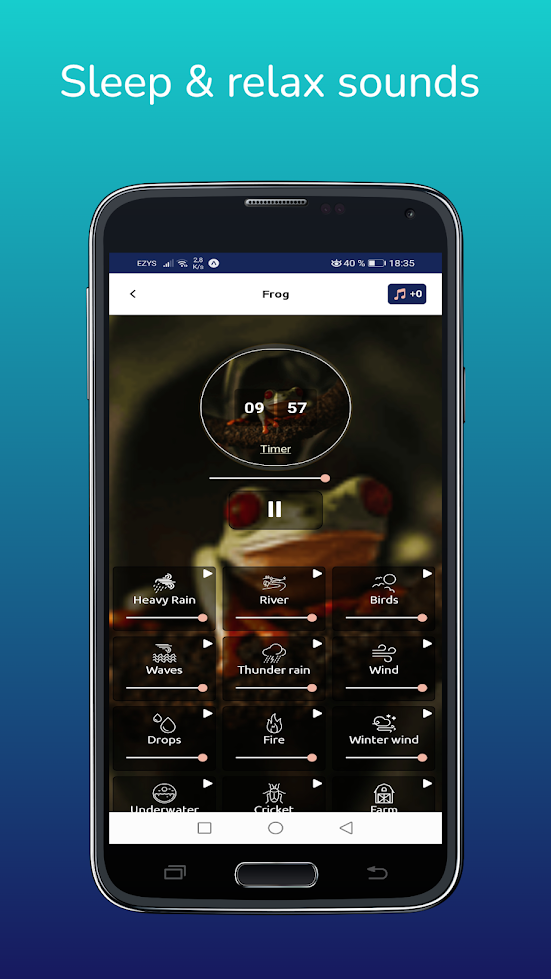 Sleep & relax sounds
EZYS 2,8 K/s 40 % 18:35
Frog +0
09 57
Timer
Heavy Rain River Birds
Waves Thunder rain Wind
Drops Fire Winter wind
Underwater Cricket Farm